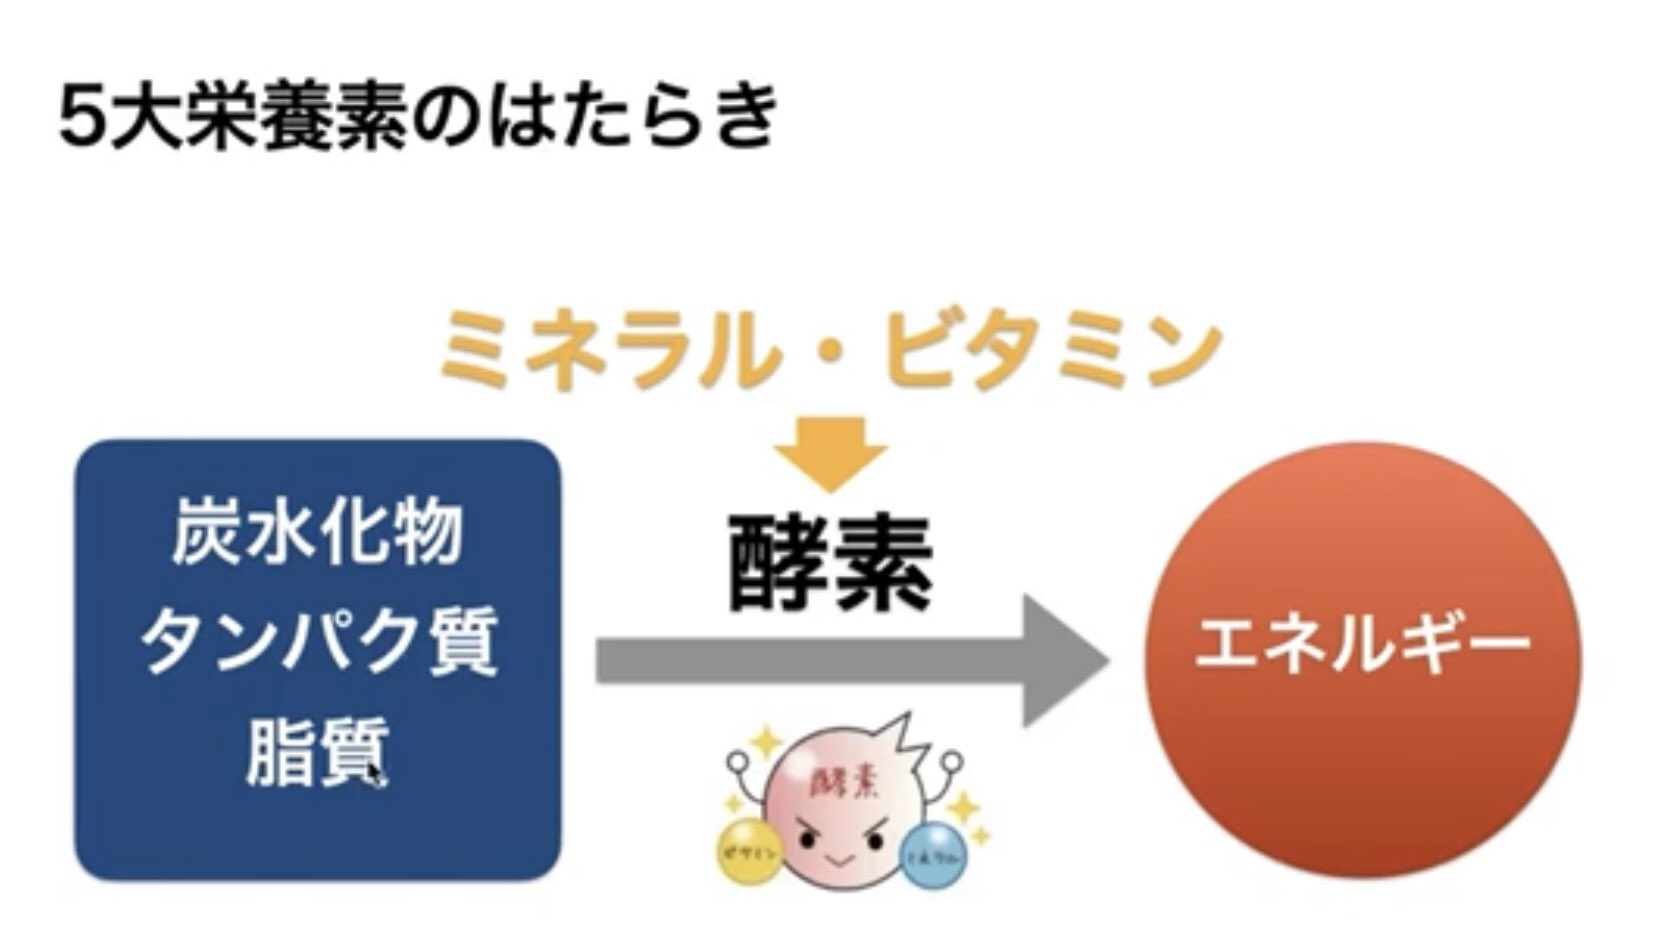 5大栄養素のはたらき
ミネラル・ビタミン
炭水化物
タンパク質
脂質
酵素
エネルギー
酵素
ビタミン
ミネラル